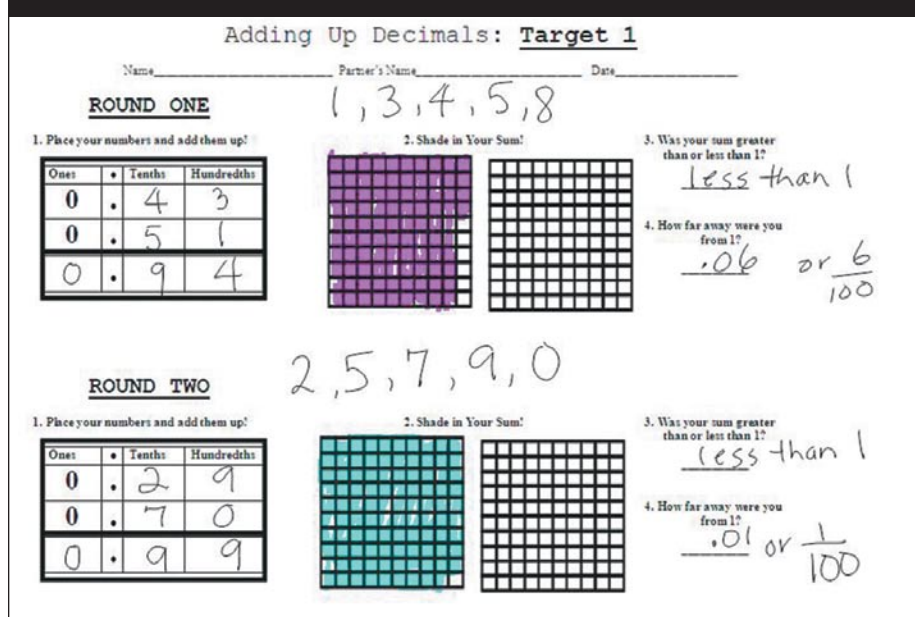 Adding Up Decimals: Target 1
Name Partner's Name Date
ROUND ONE
1, 3, 4, 5, 8
1. Place your numbers and add them up!
Ones . Tenths Hundredths
0 . 4 3
0 . 5 1
0 . 9 4
2. Shade in Your Sum!
3. Was your sum greater
than or less than 1?
less than 1
4. How far away were you
from 1?
.06 or 6/100
ROUND TWO
2, 5, 7, 9, 0
1. Place your numbers and add them up!
Ones . Tenths Hundredths
0 . 2 9
0 . 7 0
0 . 9 9
2. Shade in Your Sum!
3. Was your sum greater
than or less than 1?
less than 1
4. How far away were you
from 1?
.01 or 1/100